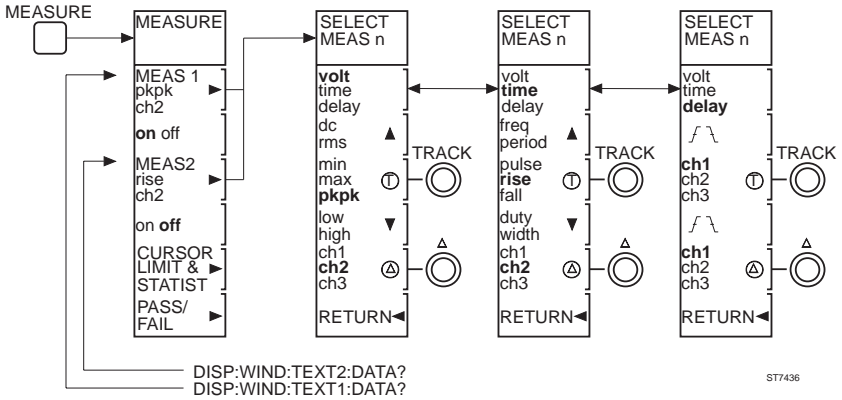 MEASURE
MEASURE
MEAS 1
pkpk
ch2
on off
MEAS2
rise
ch2
on off
CURSOR
LIMIT &
STATIST
PASS/
FAIL
SELECT
MEAS n
volt
time
delay
dc
rms
min
max
pkpk
T
low
high
ch1
ch2
ch3
RETURN
TRACK
Δ
SELECT
MEAS n
volt
time
delay
freq
period
pulse
rise
fall
T
duty
width
ch1
ch2
ch3
RETURN
TRACK
Δ
SELECT
MEAS n
volt
time
delay
ch1
ch2
ch3
T
ch1
ch2
ch3
RETURN
TRACK
Δ
DISP:WIND:TEXT2:DATA?
DISP:WIND:TEXT1:DATA?
ST7436